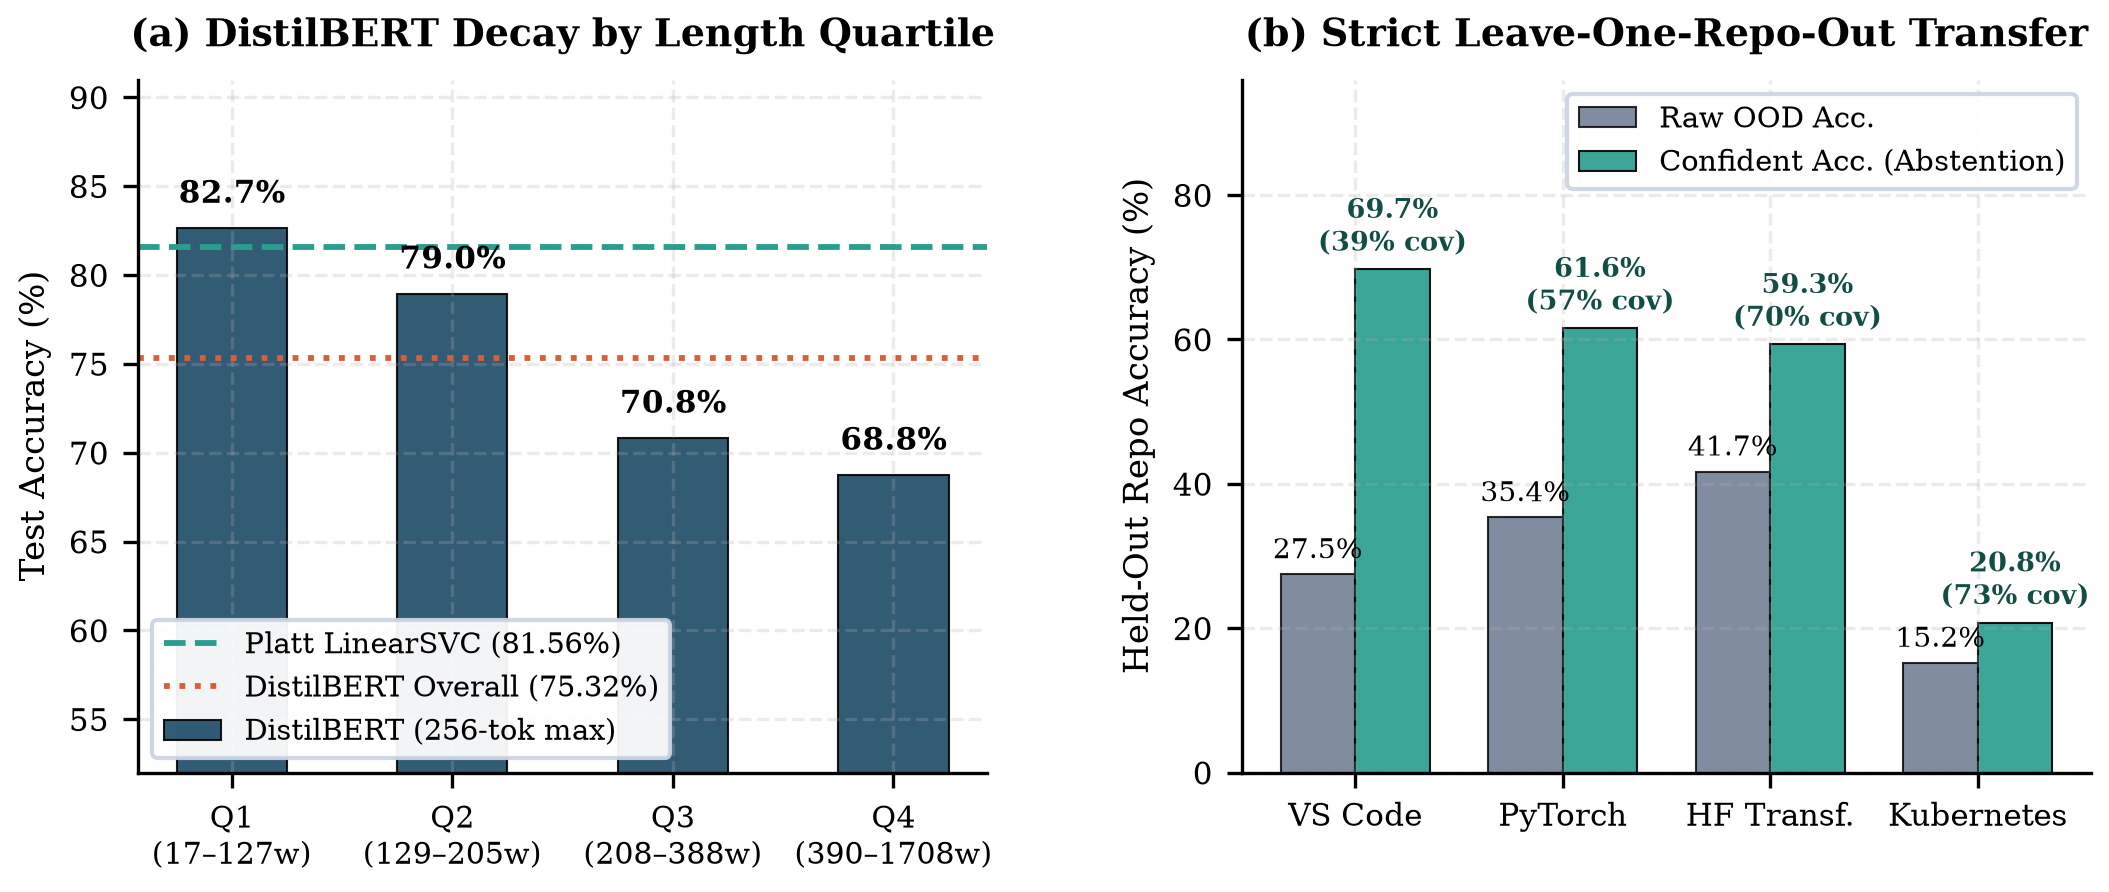 (a) DistilBERT Decay by Length Quartile
Test Accuracy (%)
90
85
80
75
70
65
60
55
82.7%
79.0%
70.8%
68.8%
Platt LinearSVC (81.56%)
DistilBERT Overall (75.32%)
DistilBERT (256-tok max)
Q1
(17–127w)
Q2
(129–205w)
Q3
(208–388w)
Q4
(390–1708w)
(b) Strict Leave-One-Repo-Out Transfer
Held-Out Repo Accuracy (%)
80
60
40
20
0
Raw OOD Acc.
Confident Acc. (Abstention)
27.5%
69.7%
(39% cov)
35.4%
61.6%
(57% cov)
41.7%
59.3%
(70% cov)
15.2%
20.8%
(73% cov)
VS Code
PyTorch
HF Transf.
Kubernetes